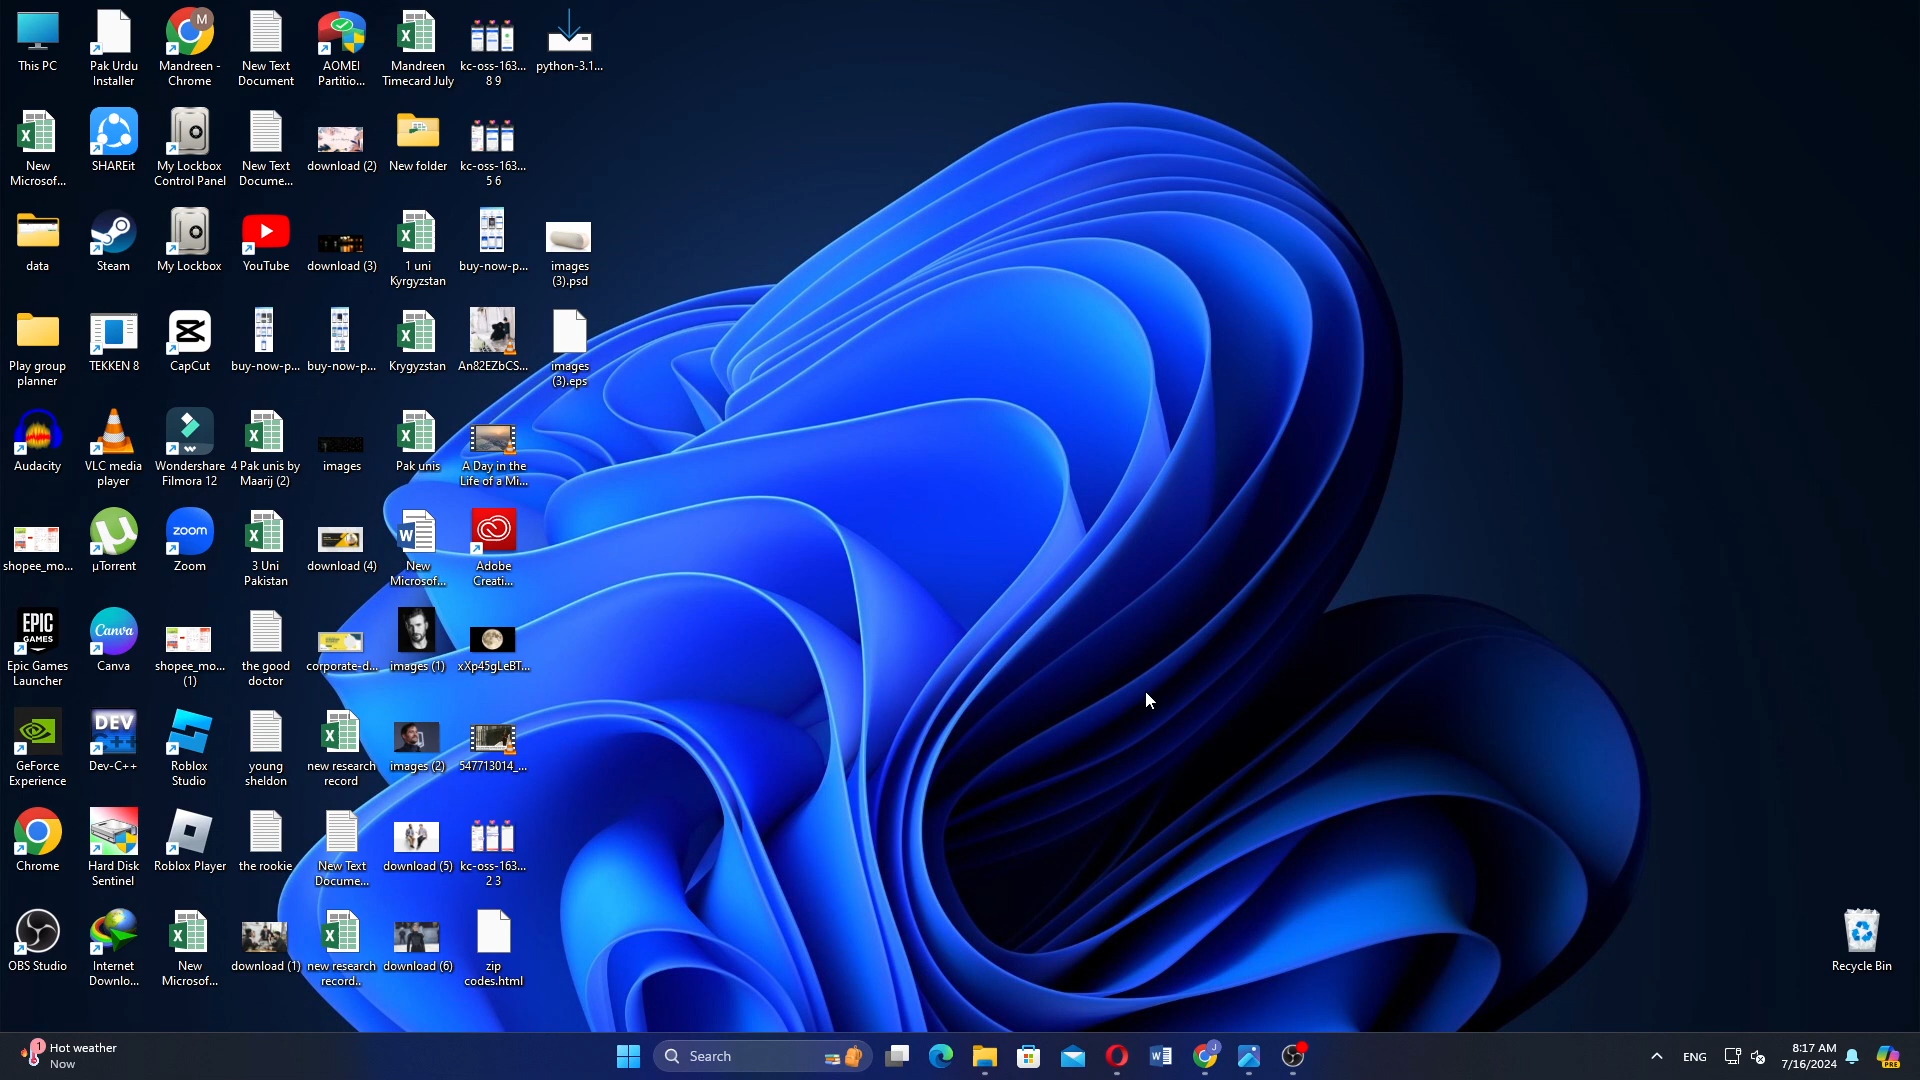 This PC
Pak Urdu
Installer
M
Mandreen -
Chrome
New Text
Document
AOMEI
Partitio...
Mandreen
Timecard July
kc-oss-163...
8 9
python-3.1...
New
Microsof...
SHAREit
My Lockbox
Control Panel
New Text
Docume...
download (2)
New folder
kc-oss-163...
5 6
data
Steam
My Lockbox
YouTube
download (3)
1 uni
Kyrgyzstan
buy-now-p...
images
(3).psd
Play group
planner
TEKKEN 8
CapCut
buy-now-p...
buy-now-p...
Krygyzstan
An82EZbCS...
images
(3).eps
Audacity
VLC media
player
Wondershare
Filmora 12
4 Pak unis by
Maarij (2)
images
Pak unis
A Day in the
Life of a Mi...
shopee_mo...
µTorrent
zoom
Zoom
3 Uni
Pakistan
download (4)
New
Microsof...
Adobe
Creati...
EPIC
GAMES
Epic Games
Launcher
Canva
Canva
shopee_mo...
(1)
the good
doctor
corporate-d...
images (1)
xXp45gLeBT...
GeForce
Experience
DEV
C++
Dev-C++
Roblox
Studio
young
sheldon
new research
record
images (2)
547713014_...
Chrome
Hard Disk
Sentinel
Roblox Player
the rookie
New Text
Docume...
download (5)
kc-oss-163...
2 3
OBS Studio
Internet
Downlo...
New
Microsof...
download (1)
new research
record..
download (6)
zip
codes.html
Recycle Bin
1
Hot weather
Now
Search
J
ENG
8:17 AM
7/16/2024
PRE